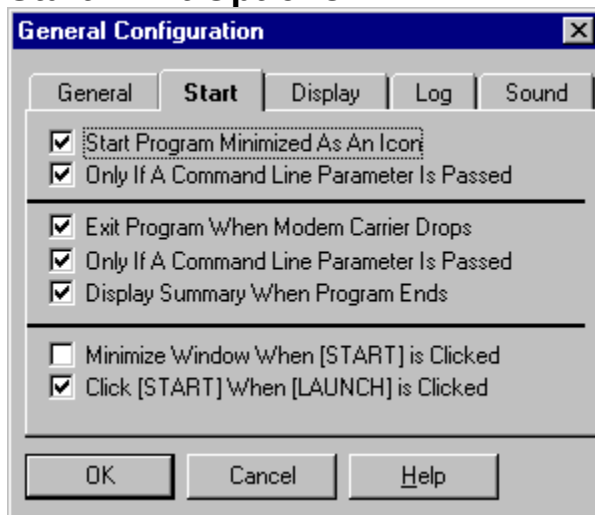 General Configuration
General Start Display Log Sound
Start Program Minimized As An Icon
Only If A Command Line Parameter Is Passed
Exit Program When Modem Carrier Drops
Only If A Command Line Parameter Is Passed
Display Summary When Program Ends
Minimize Window When [START] is Clicked
Click [START] When [LAUNCH] is Clicked
OK Cancel Help